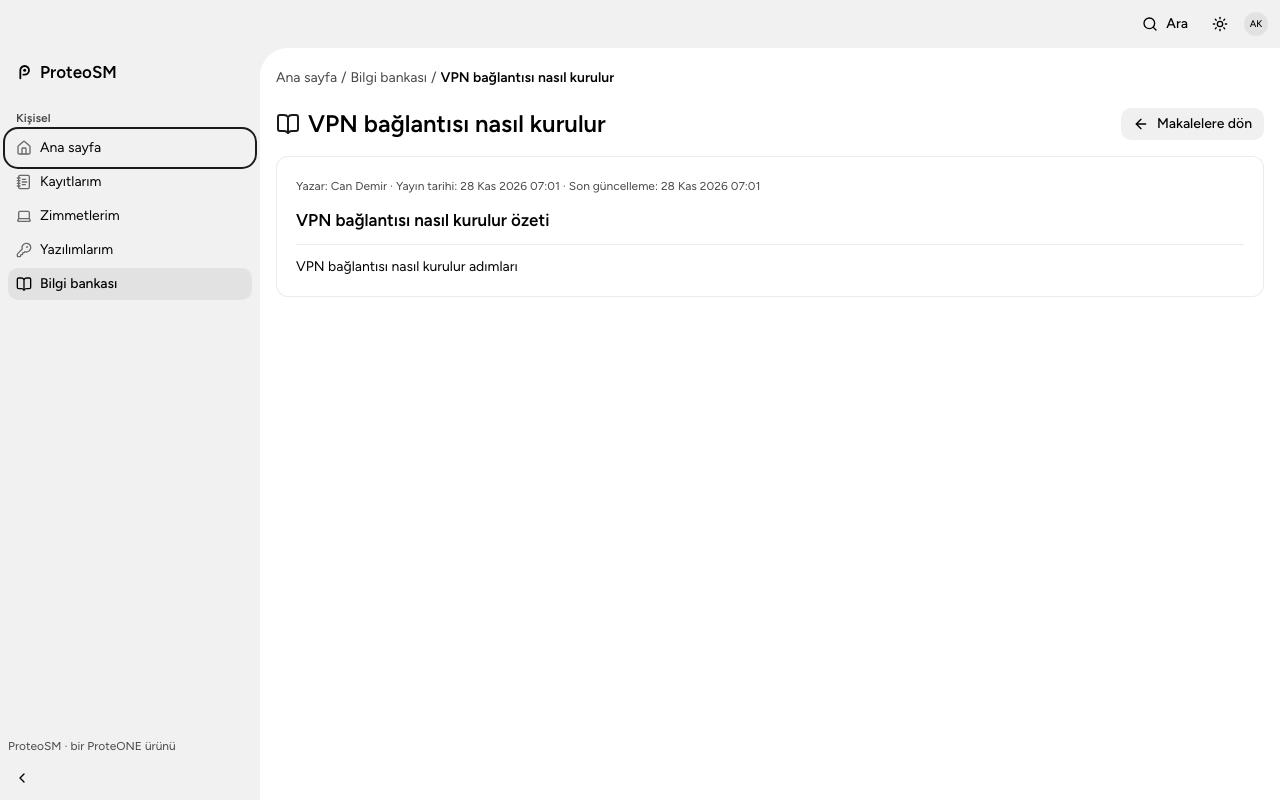 Ara
AK
ProteoSM
Kişisel
Ana sayfa
Kayıtlarım
Zimmetlerim
Yazılımlarım
Bilgi bankası
ProteoSM · bir ProteONE ürünü
Ana sayfa / Bilgi bankası / VPN bağlantısı nasıl kurulur
VPN bağlantısı nasıl kurulur
Makalelere dön
Yazar: Can Demir · Yayın tarihi: 28 Kas 2026 07:01 · Son güncelleme: 28 Kas 2026 07:01
VPN bağlantısı nasıl kurulur özeti
VPN bağlantısı nasıl kurulur adımları